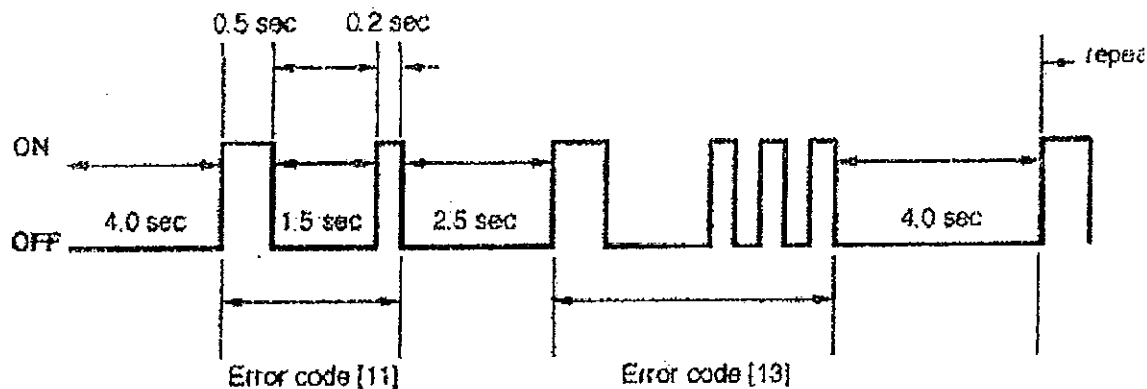 0.5 sec 0.2 sec
repea
ON
4.0 sec 1.5 sec 2.5 sec 4.0 sec
OFF
Error code [11] Error code [13]